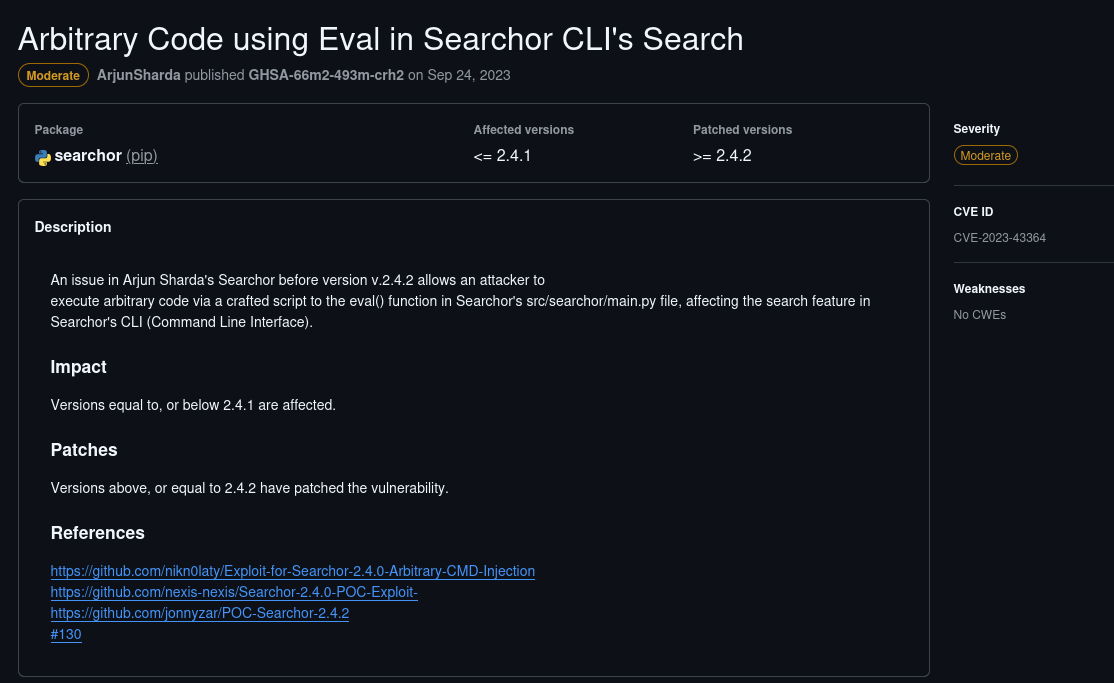 Arbitrary Code using Eval in Searchor CLI's Search
Moderate ArjunSharda published GHSA-66m2-493m-crh2 on Sep 24, 2023
Package
searchor (pip)
Affected versions
<= 2.4.1
Patched versions
>= 2.4.2
Description
An issue in Arjun Sharda's Searchor before version v.2.4.2 allows an attacker to
execute arbitrary code via a crafted script to the eval() function in Searchor's src/searchor/main.py file, affecting the search feature in
Searchor's CLI (Command Line Interface).
Impact
Versions equal to, or below 2.4.1 are affected.
Patches
Versions above, or equal to 2.4.2 have patched the vulnerability.
References
https://github.com/nikn0laty/Exploit-for-Searchor-2.4.0-Arbitrary-CMD-Injection
https://github.com/nexis-nexis/Searchor-2.4.0-POC-Exploit-
https://github.com/jonnyzar/POC-Searchor-2.4.2
#130
Severity
Moderate
CVE ID
CVE-2023-43364
Weaknesses
No CWEs